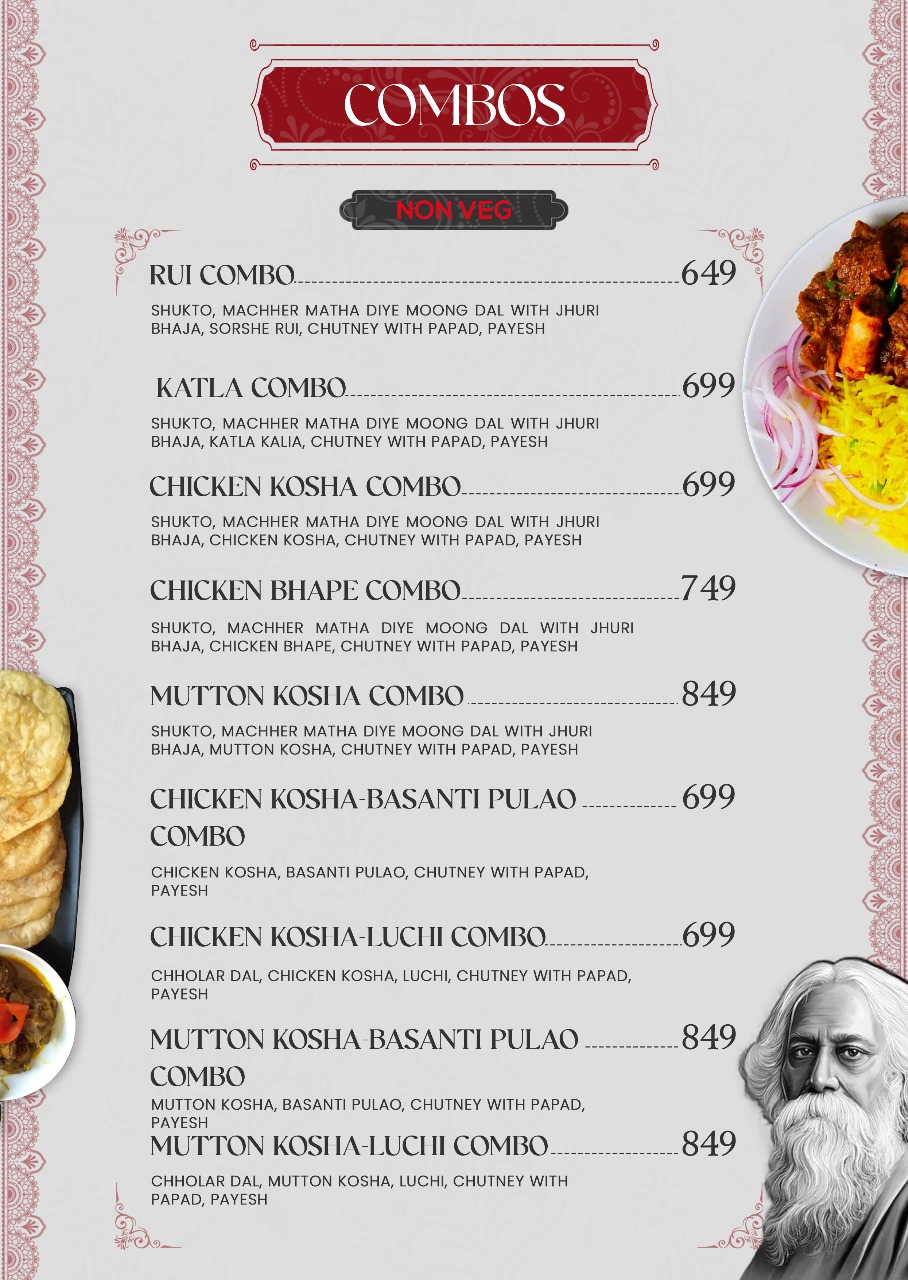 COMBOS
NON VEG
RUI COMBO 649
SHUKTO, MACHHER MATHA DIYE MOONG DAL WITH JHURI
BHAJA, SORSHE RUI, CHUTNEY WITH PAPAD, PAYESH
KATLA COMBO 699
SHUKTO, MACHHER MATHA DIYE MOONG DAL WITH JHURI
BHAJA, KATLA KALIA, CHUTNEY WITH PAPAD, PAYESH
CHICKEN KOSHA COMBO 699
SHUKTO, MACHHER MATHA DIYE MOONG DAL WITH JHURI
BHAJA, CHICKEN KOSHA, CHUTNEY WITH PAPAD, PAYESH
CHICKEN BHAPE COMBO 749
SHUKTO, MACHHER MATHA DIYE MOONG DAL WITH JHURI
BHAJA, CHICKEN BHAPE, CHUTNEY WITH PAPAD, PAYESH
MUTTON KOSHA COMBO 849
SHUKTO, MACHHER MATHA DIYE MOONG DAL WITH JHURI
BHAJA, MUTTON KOSHA, CHUTNEY WITH PAPAD, PAYESH
CHICKEN KOSHA-BASANTI PULAO 699
COMBO
CHICKEN KOSHA, BASANTI PULAO, CHUTNEY WITH PAPAD,
PAYESH
CHICKEN KOSHA-LUCHI COMBO 699
CHHOLAR DAL, CHICKEN KOSHA, LUCHI, CHUTNEY WITH PAPAD,
PAYESH
MUTTON KOSHA-BASANTI PULAO 849
COMBO
MUTTON KOSHA, BASANTI PULAO, CHUTNEY WITH PAPAD,
PAYESH
MUTTON KOSHA-LUCHI COMBO 849
CHHOLAR DAL, MUTTON KOSHA, LUCHI, CHUTNEY WITH
PAPAD, PAYESH